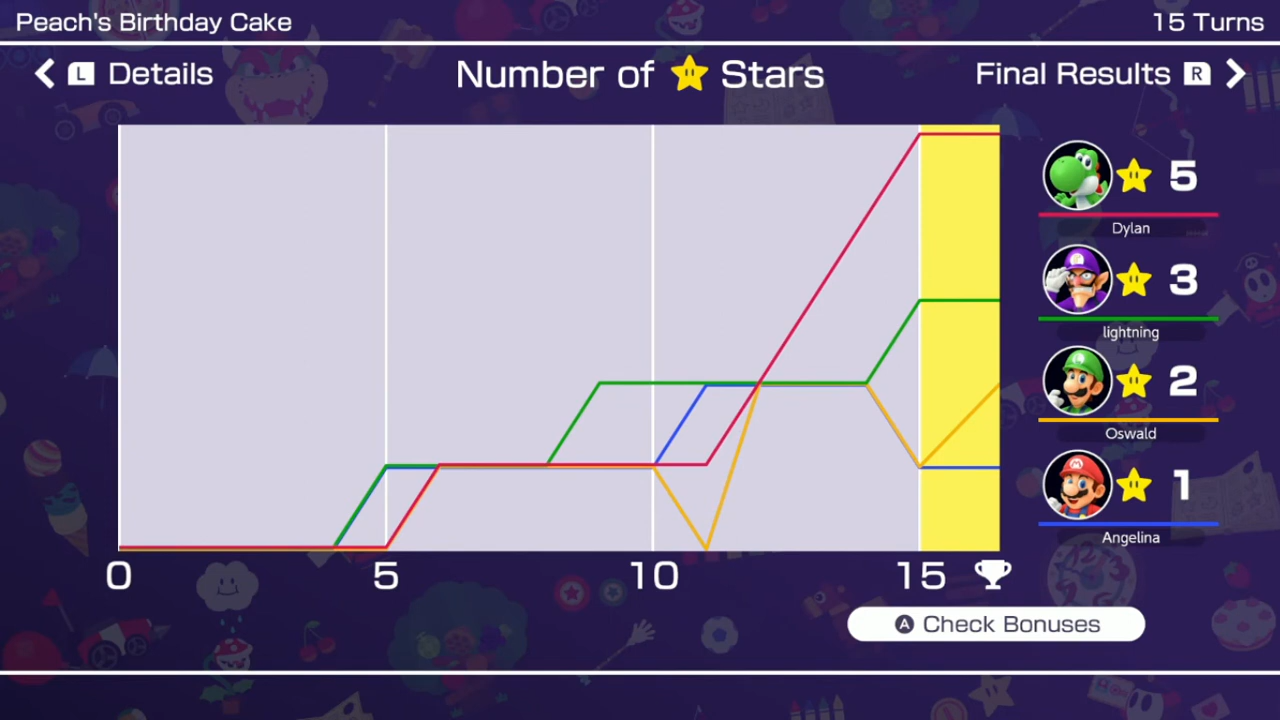 Peach's Birthday Cake
15 Turns
L Details
Number of Stars
Final Results R
5
Dylan
3
lightning
2
Oswald
1
Angelina
0 5 10 15
A Check Bonuses